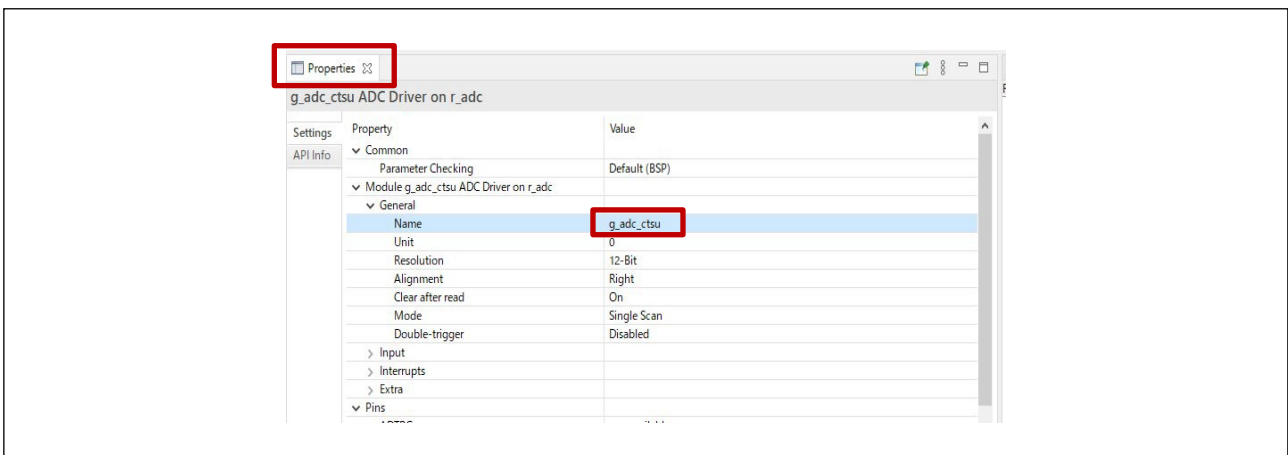 Properties
g_adc_ctsu ADC Driver on r_adc
Settings
API Info
Property Value
Common
Parameter Checking Default (BSP)
Module g_adc_ctsu ADC Driver on r_adc
General
Name g_adc_ctsu
Unit 0
Resolution 12-Bit
Alignment Right
Clear after read On
Mode Single Scan
Double-trigger Disabled
Input
Interrupts
Extra
Pins